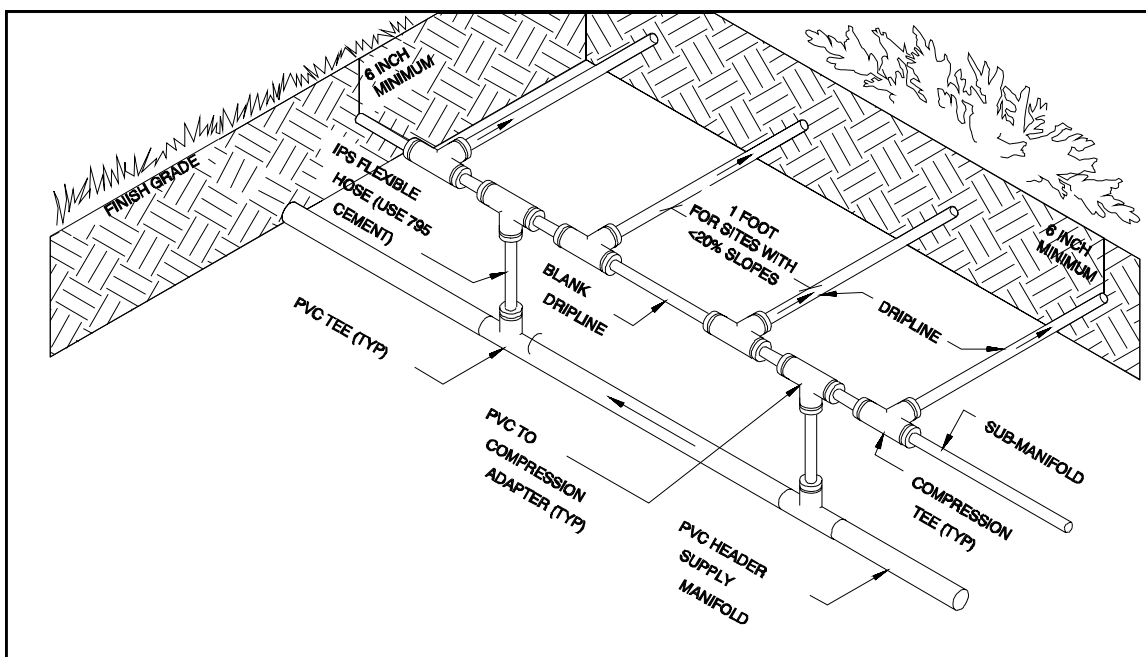 6 INCH
MINIMUM
FINISH GRADE
IPS FLEXIBLE
HOSE (USE 795
CEMENT)
1 FOOT
FOR SITES WITH
<20% SLOPES
6 INCH
MINIMUM
BLANK
DRIPLINE
DRIPLINE
PVC TEE (TYP)
PVC TO
COMPRESSION
ADAPTER (TYP)
SUB-MANIFOLD
COMPRESSION
TEE (TYP)
PVC HEADER
SUPPLY
MANIFOLD